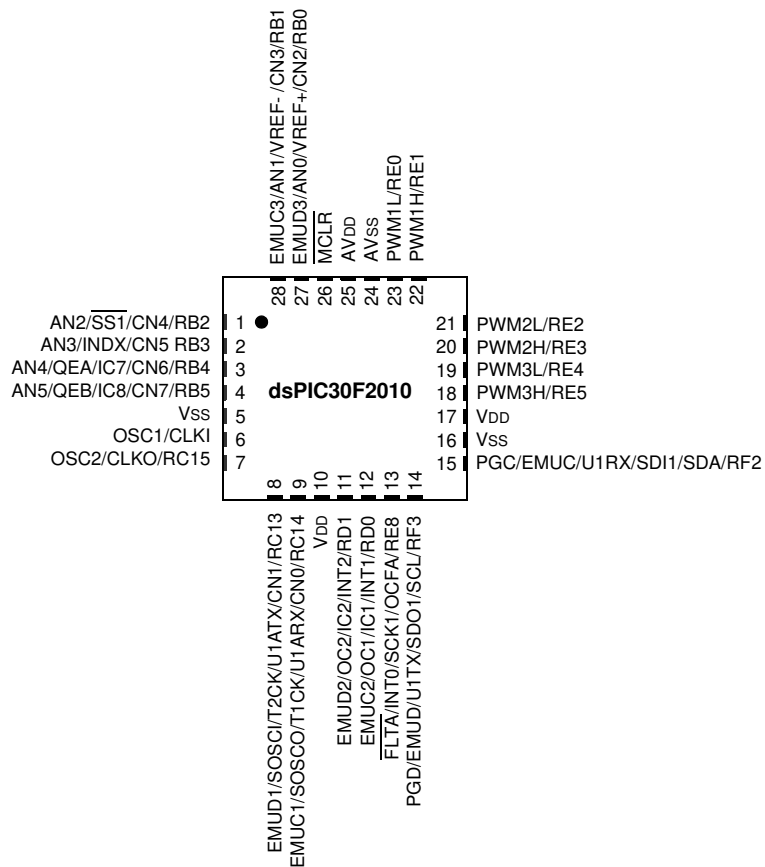 EMUC3/AN1/VREF- /CN3/RB1
EMUD3/AN0/VREF+/CN2/RB0
MCLR
AVDD
AVSS
PWM1L/RE0
PWM1H/RE1
28
27
26
25
24
23
22
AN2/SS1/CN4/RB2 1
AN3/INDX/CN5 RB3 2
AN4/QEA/IC7/CN6/RB4 3
AN5/QEB/IC8/CN7/RB5 4
VSS 5
OSC1/CLKI 6
OSC2/CLKO/RC15 7
dsPIC30F2010
21 PWM2L/RE2
20 PWM2H/RE3
19 PWM3L/RE4
18 PWM3H/RE5
17 VDD
16 VSS
15 PGC/EMUC/U1RX/SDI1/SDA/RF2
8
9
10
11
12
13
14
EMUD1/SOSCI/T2CK/U1ATX/CN1/RC13
EMUC1/SOSCO/T1CK/U1ARX/CN0/RC14
VDD
EMUD2/OC2/IC2/INT2/RD1
EMUC2/OC1/IC1/INT1/RD0
FLTA/INT0/SCK1/OCFA/RE8
PGD/EMUD/U1TX/SDO1/SCL/RF3